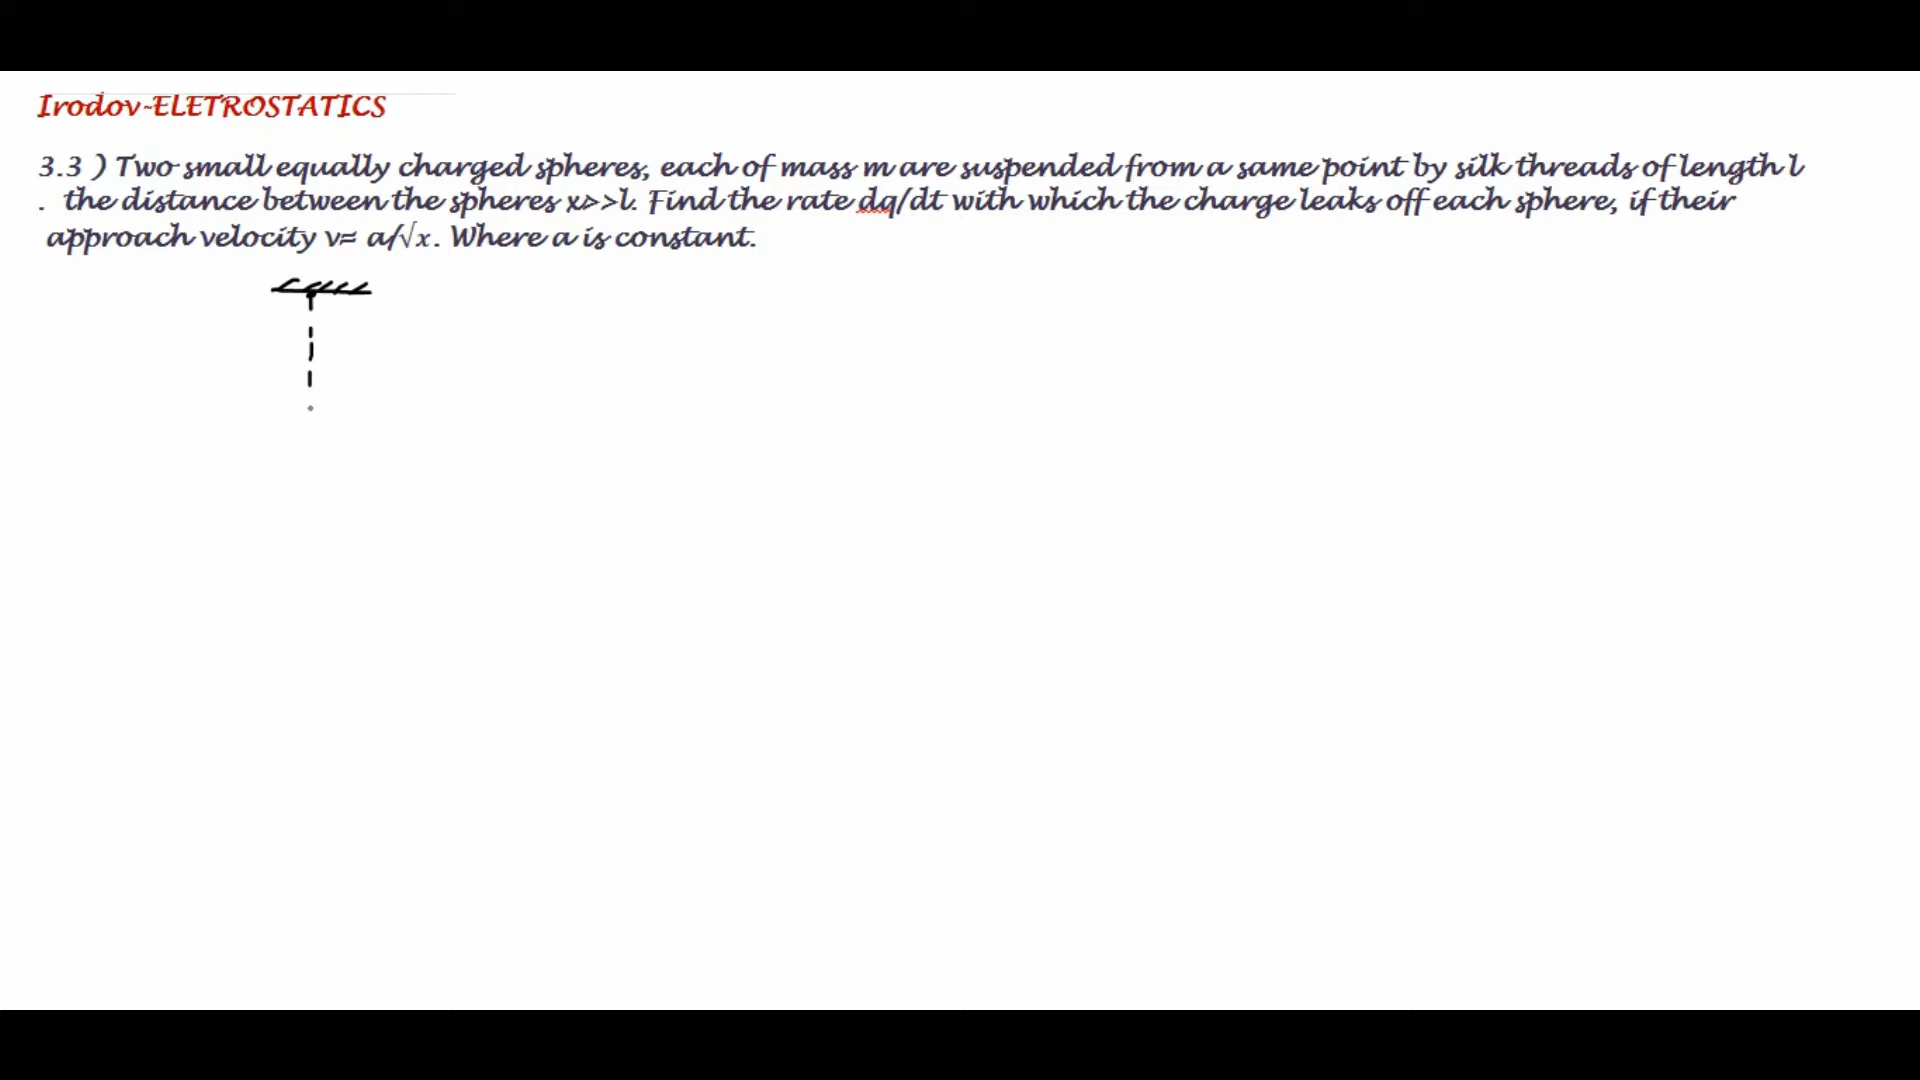 Irodov-ELETROSTATICS
3.3 ) Two small equally charged spheres, each of mass m are suspended from a same point by silk threads of length l
. the distance between the spheres x>>l. Find the rate dq/dt with which the charge leaks off each sphere, if their
approach velocity v= a/√x. Where a is constant.